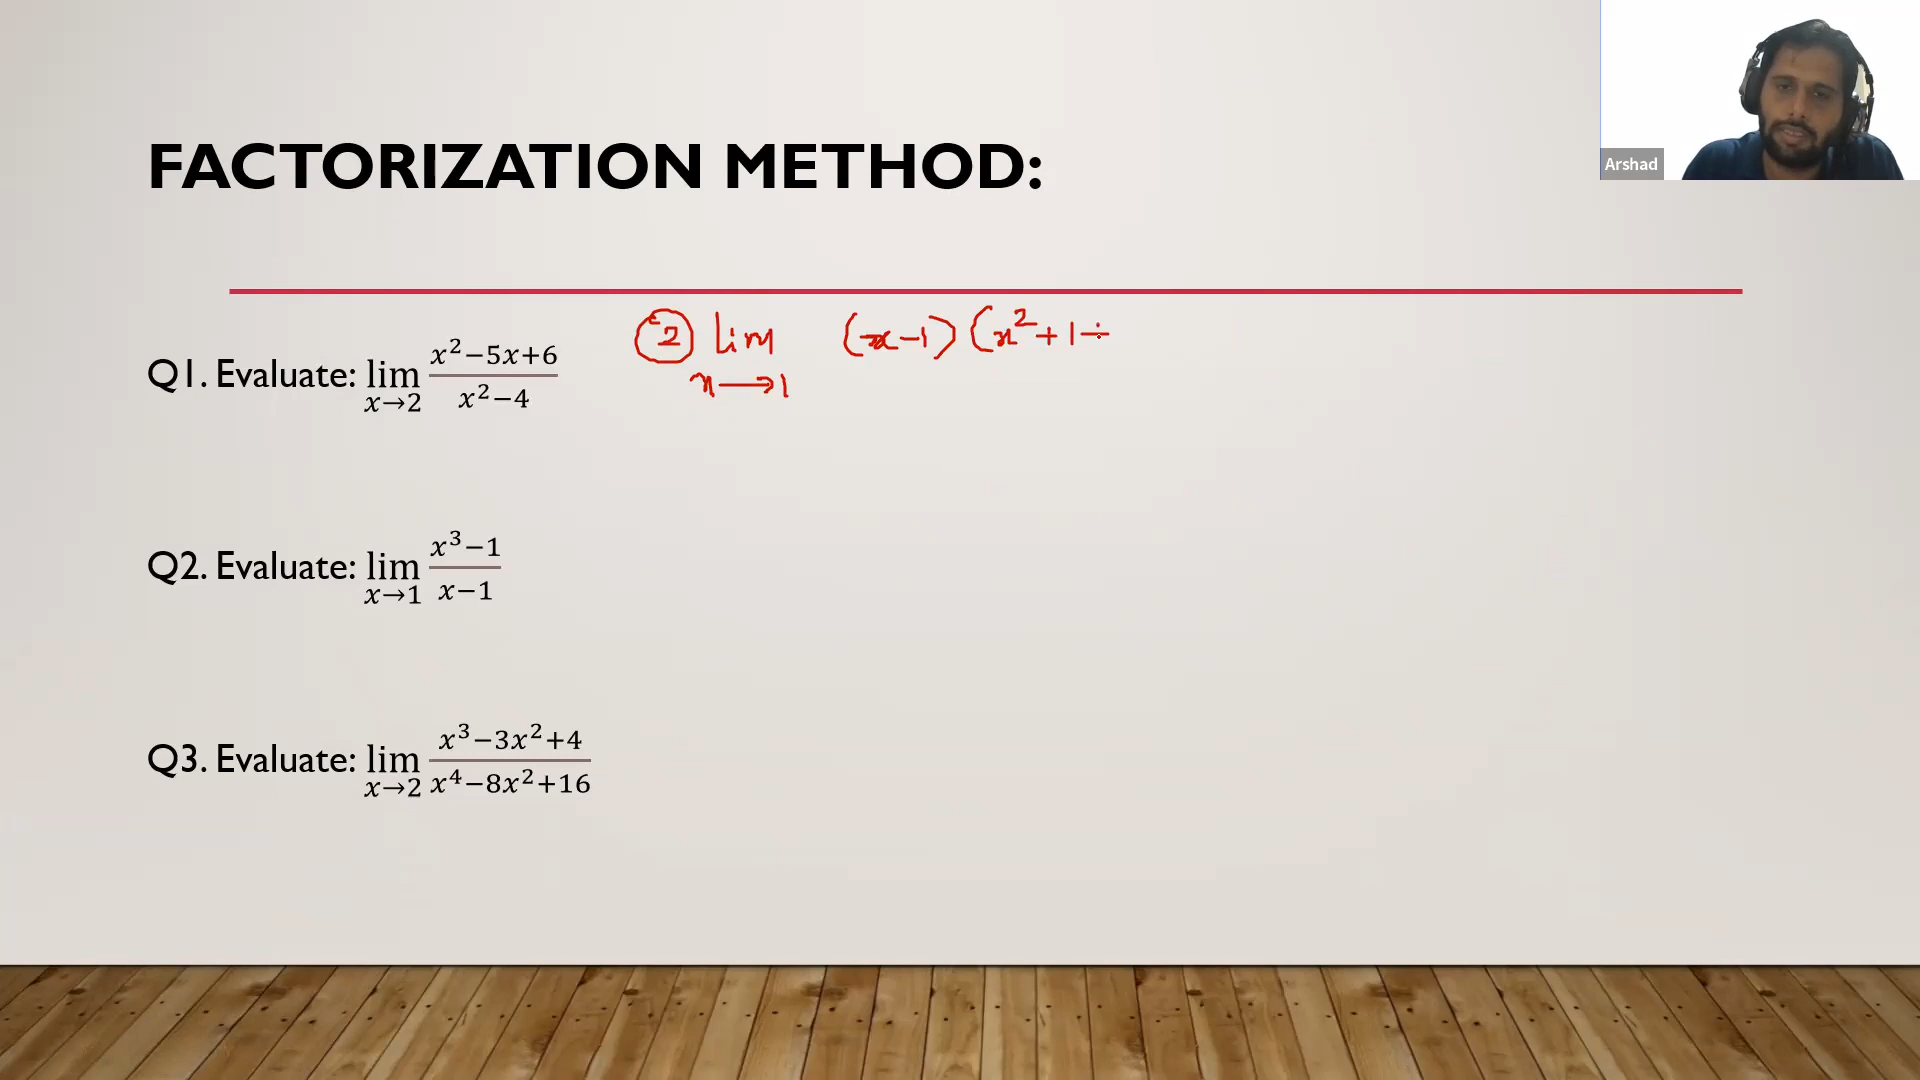 Arshad
FACTORIZATION METHOD:
Q1. Evaluate: lim x→2 (x²−5x+6)/(x²−4)
② lim x→1 (x−1)(x²+1+
Q2. Evaluate: lim x→1 (x³−1)/(x−1)
Q3. Evaluate: lim x→2 (x³−3x²+4)/(x⁴−8x²+16)